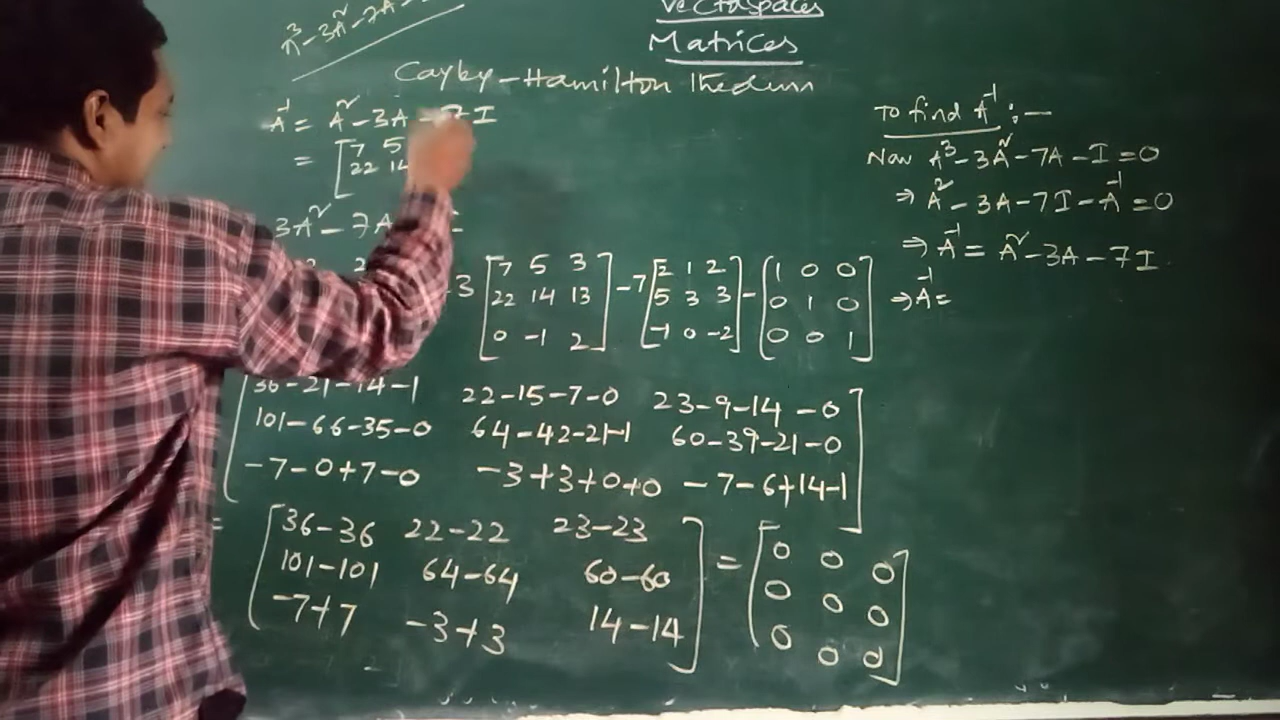 A³-3A²-7A-
Vectorspaces
Matrices
Cayley-Hamilton Theorem
A⁻¹ = A²-3A-7I
= [7 5
22 14
3A²-7A
-3 [7 5 3 -7 [2 1 2 - [1 0 0
22 14 13 5 3 3 0 1 0
0 -1 2] -1 0 -2] 0 0 1]
36-21-14-1 22-15-7-0 23-9-14-0
101-66-35-0 64-42-21-1 60-39-21-0
-7-0+7-0 -3+3+0+0 -7-6+14-1
= [36-36 22-22 23-23
101-101 64-64 60-60
-7+7 -3+3 14-14]
= [0 0 0
0 0 0
0 0 0]
To find A⁻¹:-
Now A³-3A²-7A-I=0
⇒ A²-3A-7I-A⁻¹=0
⇒ A⁻¹ = A²-3A-7I
⇒ A⁻¹=